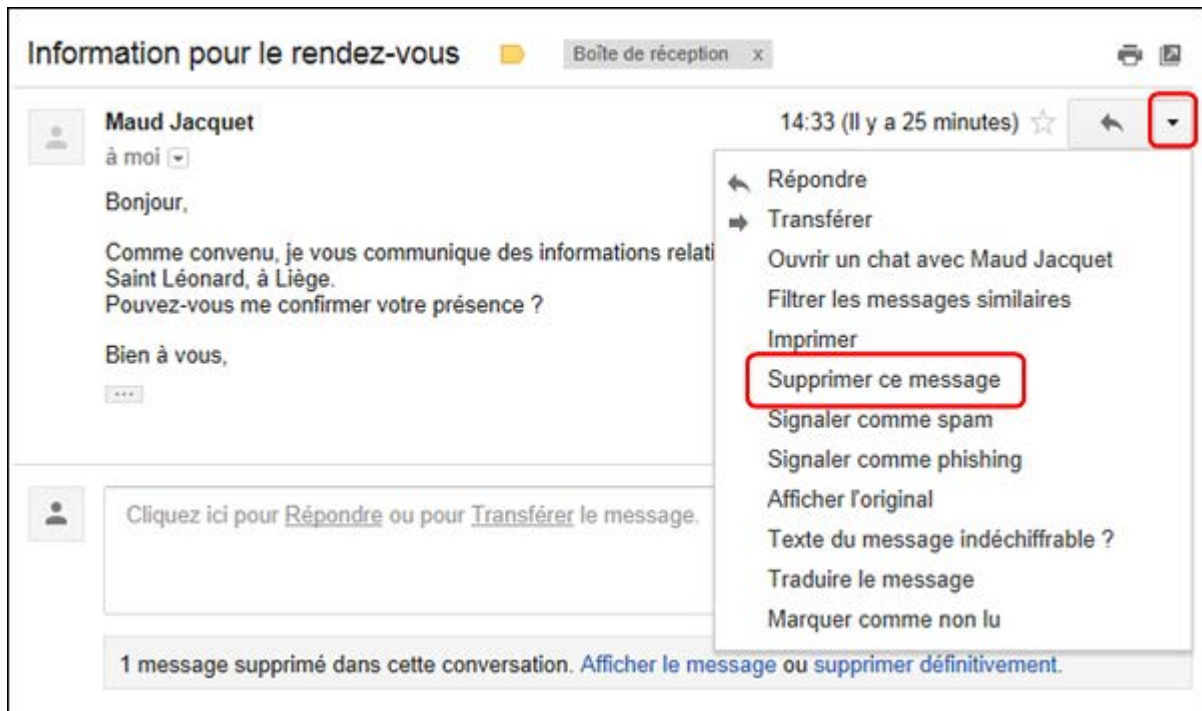 Information pour le rendez-vous Boîte de réception x
Maud Jacquet 14:33 (Il y a 25 minutes)
à moi
Bonjour,
Comme convenu, je vous communique des informations relati
Saint Léonard, à Liège.
Pouvez-vous me confirmer votre présence ?
Bien à vous,
...
Répondre
Transférer
Ouvrir un chat avec Maud Jacquet
Filtrer les messages similaires
Imprimer
Supprimer ce message
Signaler comme spam
Signaler comme phishing
Afficher l'original
Texte du message indéchiffrable ?
Traduire le message
Marquer comme non lu
Cliquez ici pour Répondre ou pour Transférer le message.
1 message supprimé dans cette conversation. Afficher le message ou supprimer définitivement.